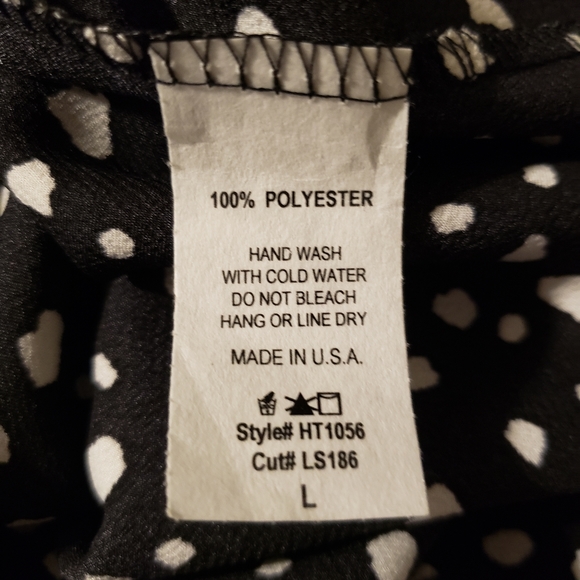 100% POLYESTER
HAND WASH
WITH COLD WATER
DO NOT BLEACH
HANG OR LINE DRY
MADE IN U.S.A.
Style# HT1056
Cut# LS186
L